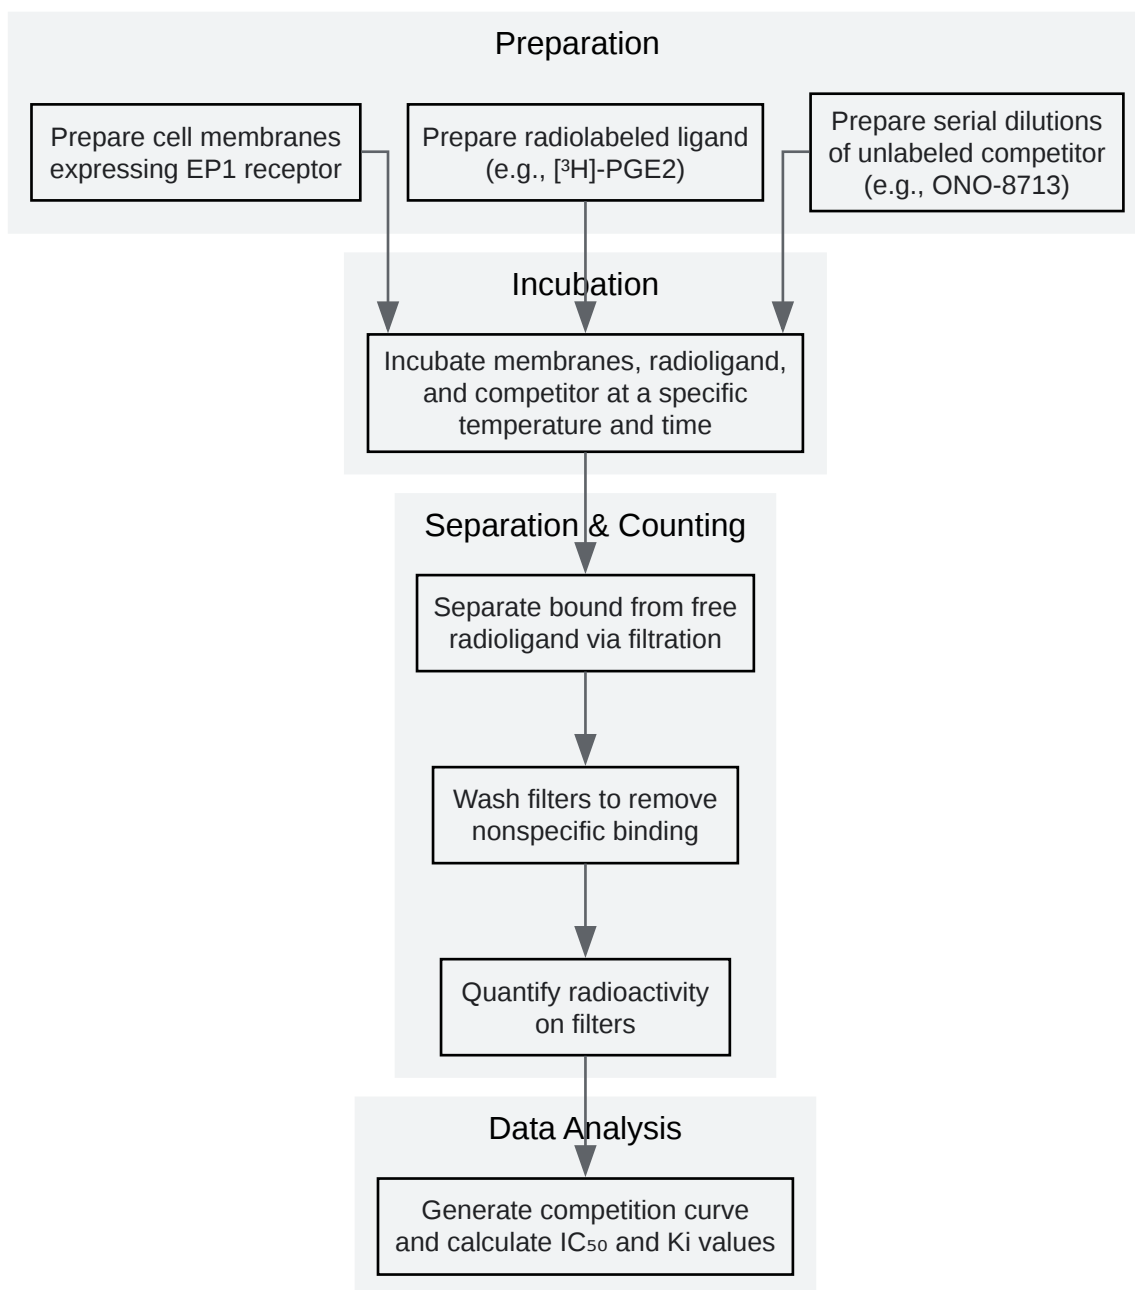 Preparation
Prepare cell membranes
expressing EP1 receptor
Prepare radiolabeled ligand
(e.g., [³H]-PGE2)
Prepare serial dilutions
of unlabeled competitor
(e.g., ONO-8713)
Incubation
Incubate membranes, radioligand,
and competitor at a specific
temperature and time
Separation & Counting
Separate bound from free
radioligand via filtration
Wash filters to remove
nonspecific binding
Quantify radioactivity
on filters
Data Analysis
Generate competition curve
and calculate IC₅₀ and Ki values